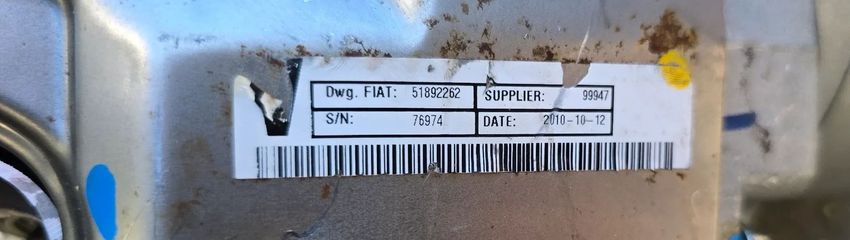 Dwg. FIAT: 51892262 SUPPLIER: 99947
S/N: 76974 DATE: 2010-10-12